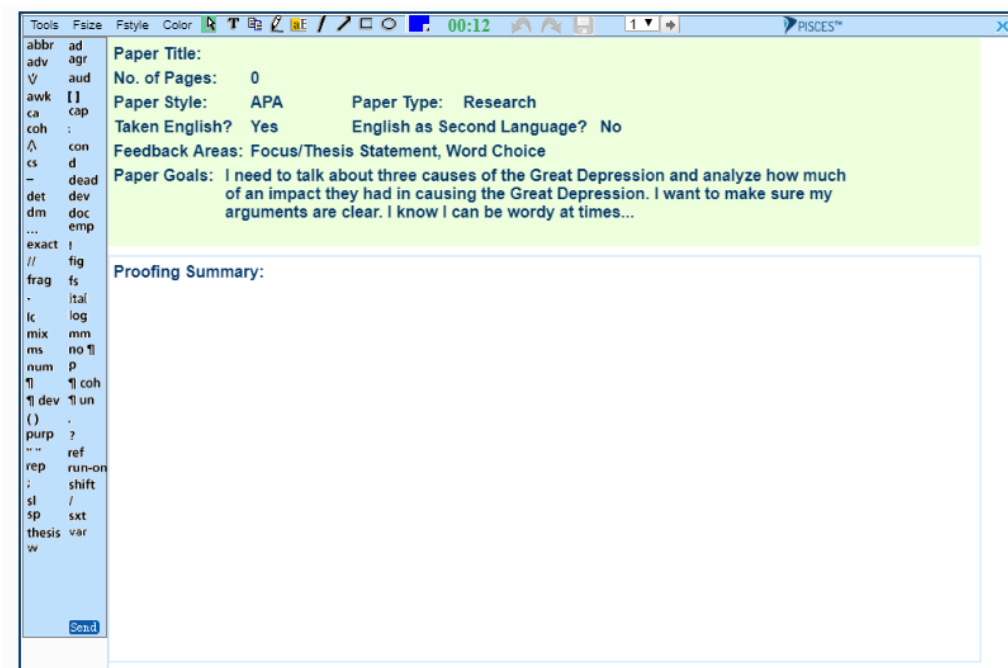 Tools Fsize Fstyle Color T aE 00:12 1 PISCES™
abbr ad
adv agr
\/ aud
awk [ ]
ca cap
coh :
/\ con
cs d
– dead
det dev
dm doc
... emp
exact !
// fig
frag fs
- ital
lc log
mix mm
ms no ¶
num P
¶ ¶ coh
¶ dev ¶ un
( ) .
purp ?
" " ref
rep run-on
; shift
sl /
sp sxt
thesis var
w
Send
Paper Title:
No. of Pages: 0
Paper Style: APA Paper Type: Research
Taken English? Yes English as Second Language? No
Feedback Areas: Focus/Thesis Statement, Word Choice
Paper Goals: I need to talk about three causes of the Great Depression and analyze how much
of an impact they had in causing the Great Depression. I want to make sure my
arguments are clear. I know I can be wordy at times...
Proofing Summary: